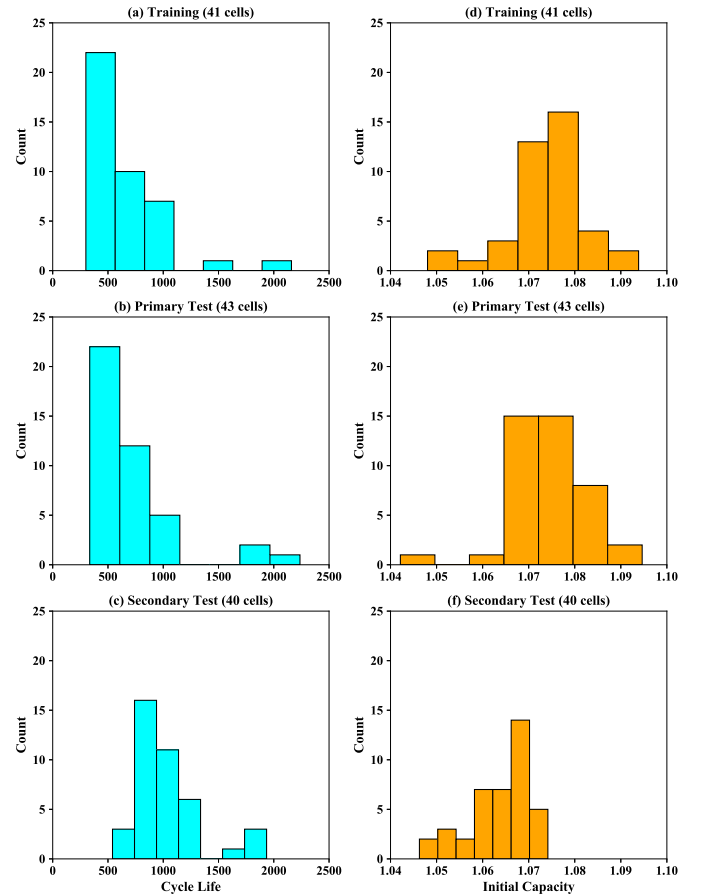 (a) Training (41 cells)
25
20
15
10
5
0
Count
0 500 1000 1500 2000 2500
(d) Training (41 cells)
25
20
15
10
5
0
Count
1.04 1.05 1.06 1.07 1.08 1.09 1.10
(b) Primary Test (43 cells)
25
20
15
10
5
0
Count
0 500 1000 1500 2000 2500
(e) Primary Test (43 cells)
25
20
15
10
5
0
Count
1.04 1.05 1.06 1.07 1.08 1.09 1.10
(c) Secondary Test (40 cells)
25
20
15
10
5
0
Count
0 500 1000 1500 2000 2500
Cycle Life
(f) Secondary Test (40 cells)
25
20
15
10
5
0
Count
1.04 1.05 1.06 1.07 1.08 1.09 1.10
Initial Capacity